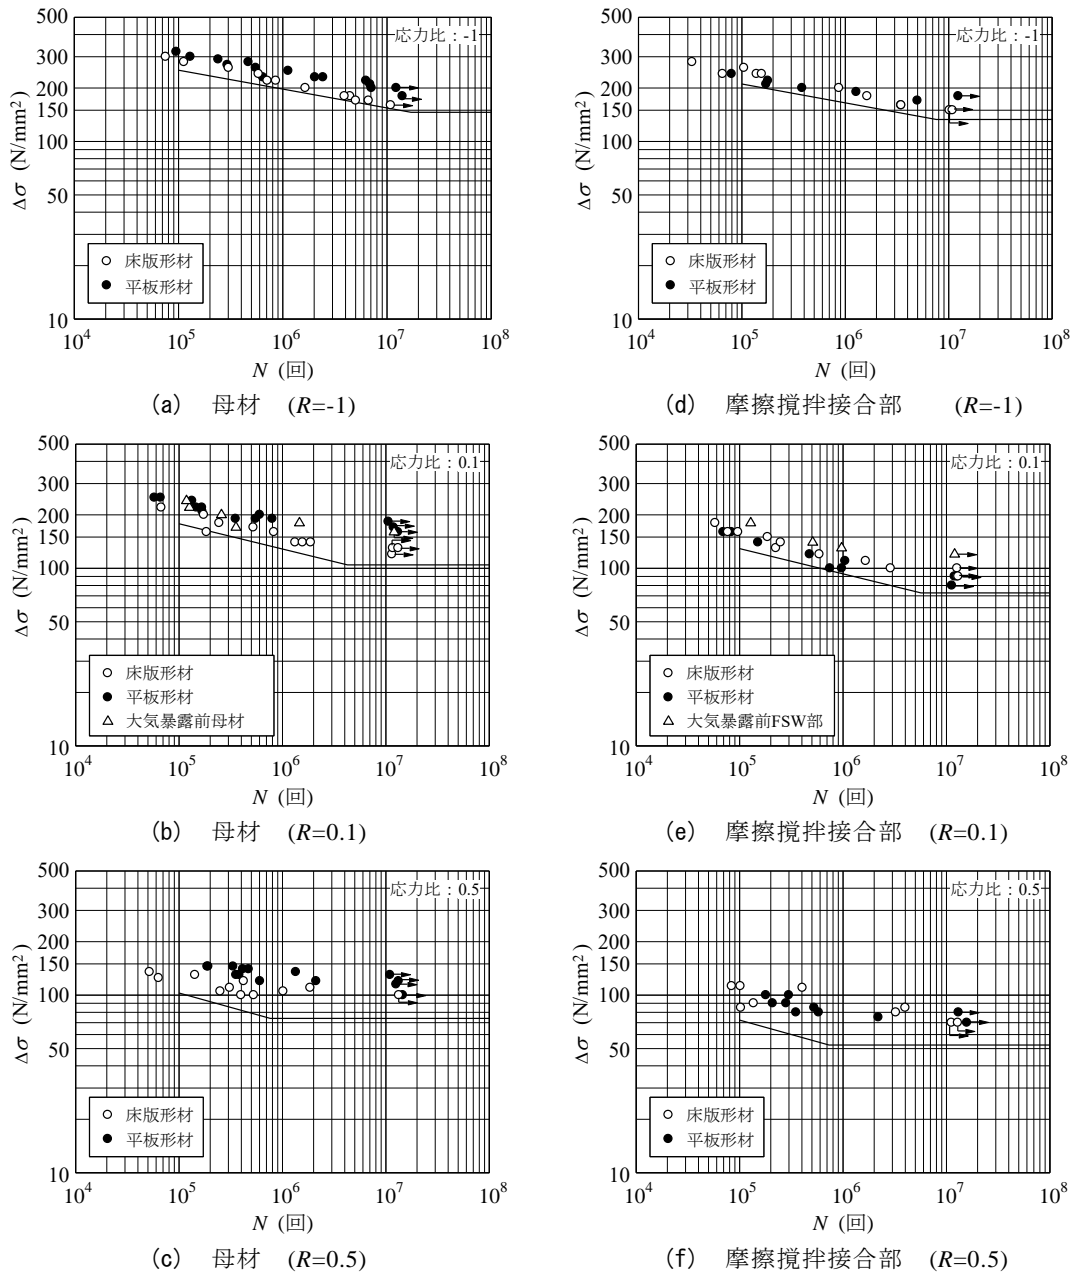 500
300
200
150
100
50
10
Δσ (N/mm²)
応力比：-1
床版形材
平板形材
10⁴ 10⁵ 10⁶ 10⁷ 10⁸
N (回)
(a) 母材 (R=-1)
500
300
200
150
100
50
10
Δσ (N/mm²)
応力比：-1
床版形材
平板形材
10⁴ 10⁵ 10⁶ 10⁷ 10⁸
N (回)
(d) 摩擦撹拌接合部 (R=-1)
500
300
200
150
100
50
10
Δσ (N/mm²)
応力比：0.1
床版形材
平板形材
大気暴露前母材
10⁴ 10⁵ 10⁶ 10⁷ 10⁸
N (回)
(b) 母材 (R=0.1)
500
300
200
150
100
50
10
Δσ (N/mm²)
応力比：0.1
床版形材
平板形材
大気暴露前FSW部
10⁴ 10⁵ 10⁶ 10⁷ 10⁸
N (回)
(e) 摩擦撹拌接合部 (R=0.1)
500
300
200
150
100
50
10
Δσ (N/mm²)
応力比：0.5
床版形材
平板形材
10⁴ 10⁵ 10⁶ 10⁷ 10⁸
N (回)
(c) 母材 (R=0.5)
500
300
200
150
100
50
10
Δσ (N/mm²)
応力比：0.5
床版形材
平板形材
10⁴ 10⁵ 10⁶ 10⁷ 10⁸
N (回)
(f) 摩擦撹拌接合部 (R=0.5)